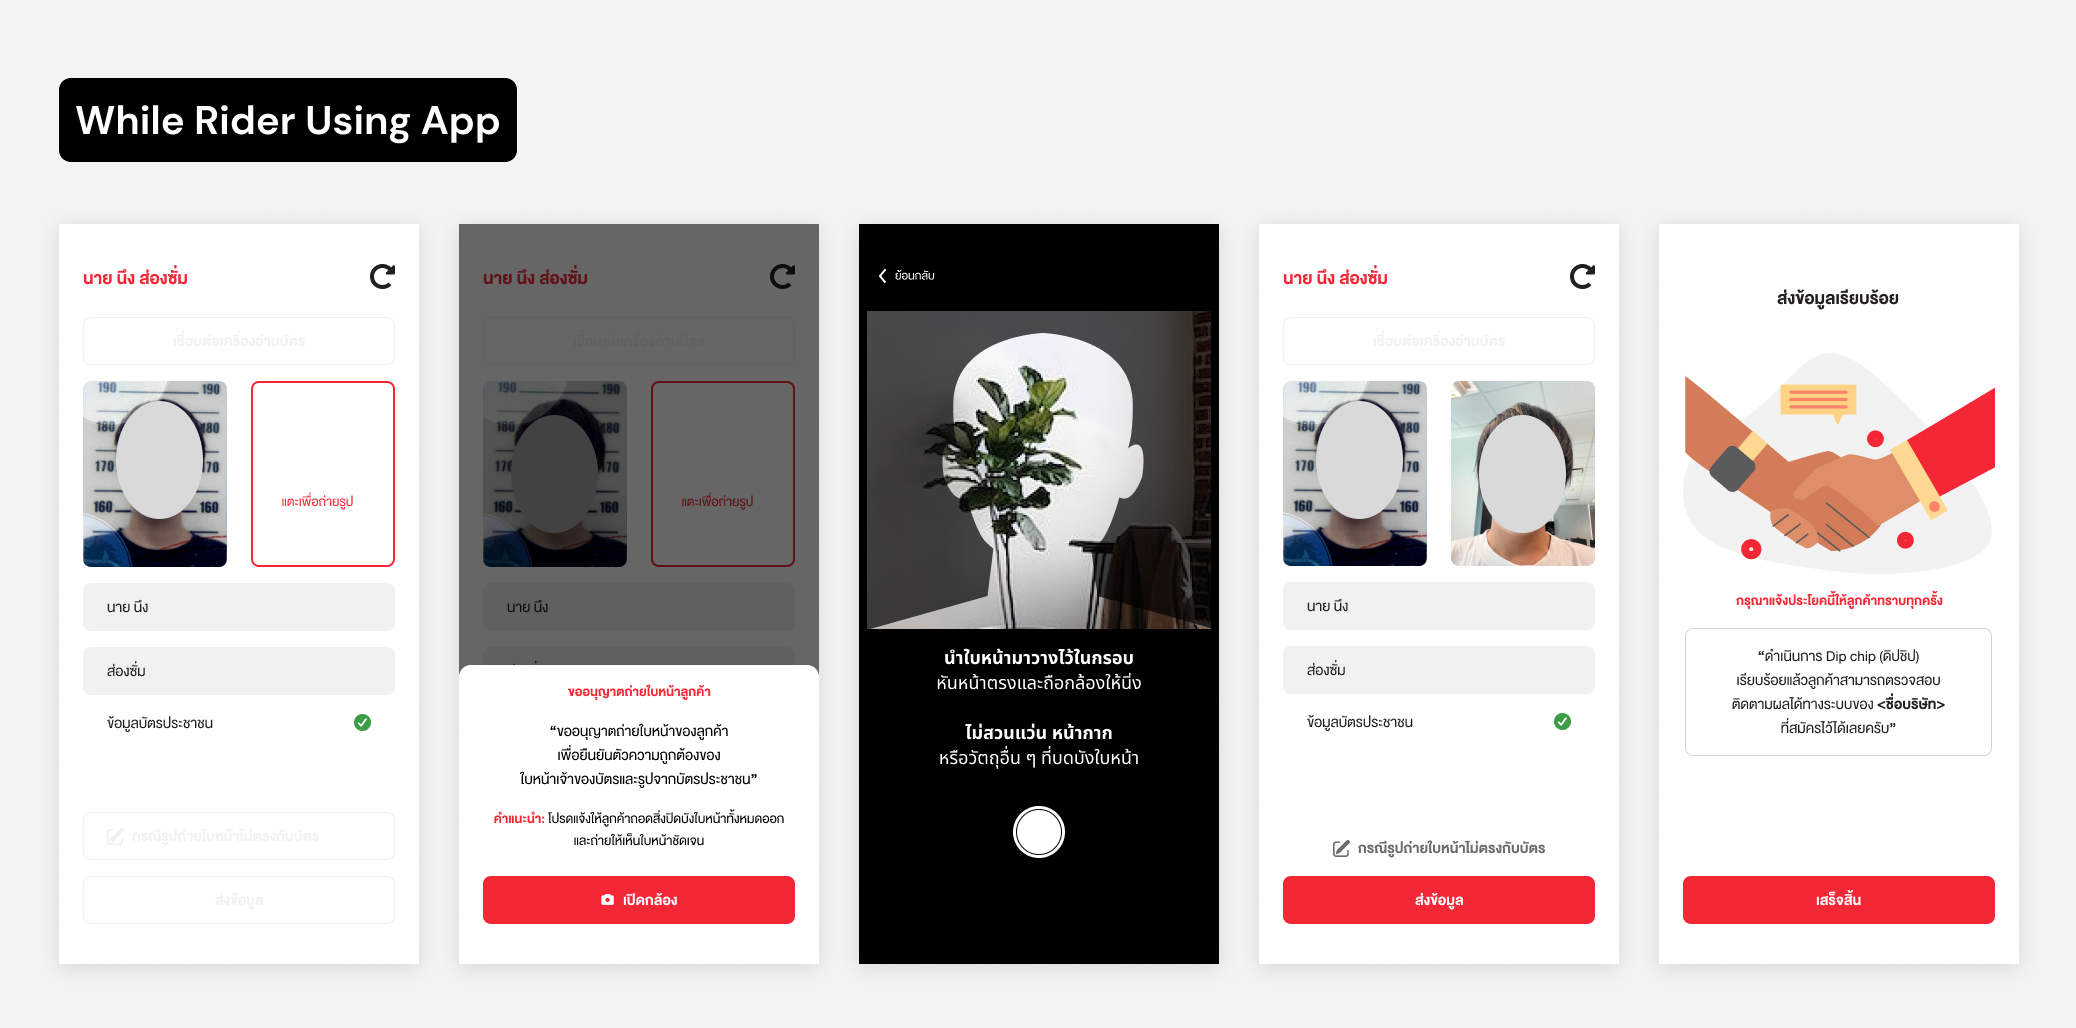 While Rider Using App
นาย นึง ส่องซั่ม
เชื่อมต่อเครื่องอ่านบัตร
190 190
180 180
170 170
160 160
แตะเพื่อถ่ายรูป
นาย นึง
ส่องซั่ม
ข้อมูลบัตรประชาชน
กรณีรูปถ่ายใบหน้าไม่ตรงกับบัตร
ส่งข้อมูล
นาย นึง ส่องซั่ม
เชื่อมต่อเครื่องอ่านบัตร
190 190
180 180
170 170
160 160
แตะเพื่อถ่ายรูป
นาย นึง
ขออนุญาตถ่ายใบหน้าลูกค้า
“ขออนุญาตถ่ายใบหน้าของลูกค้า
เพื่อยืนยันตัวความถูกต้องของ
ใบหน้าเจ้าของบัตรและรูปจากบัตรประชาชน”
คำแนะนำ: โปรดแจ้งให้ลูกค้าถอดสิ่งปิดบังใบหน้าทั้งหมดออก
และถ่ายให้เห็นใบหน้าชัดเจน
เปิดกล้อง
ย้อนกลับ
นำใบหน้ามาวางไว้ในกรอบ
หันหน้าตรงและถือกล้องให้นิ่ง
ไม่สวมแว่น หน้ากาก
หรือวัตถุอื่น ๆ ที่บดบังใบหน้า
นาย นึง ส่องซั่ม
เชื่อมต่อเครื่องอ่านบัตร
190 190
180 180
170 170
160 160
นาย นึง
ส่องซั่ม
ข้อมูลบัตรประชาชน
กรณีรูปถ่ายใบหน้าไม่ตรงกับบัตร
ส่งข้อมูล
ส่งข้อมูลเรียบร้อย
กรุณาแจ้งประโยคนี้ให้ลูกค้าทราบทุกครั้ง
“ดำเนินการ Dip chip (ดิปชิป)
เรียบร้อยแล้วลูกค้าสามารถตรวจสอบ
ติดตามผลได้ทางระบบของ <ชื่อบริษัท>
ที่สมัครไว้ได้เลยครับ”
เสร็จสิ้น